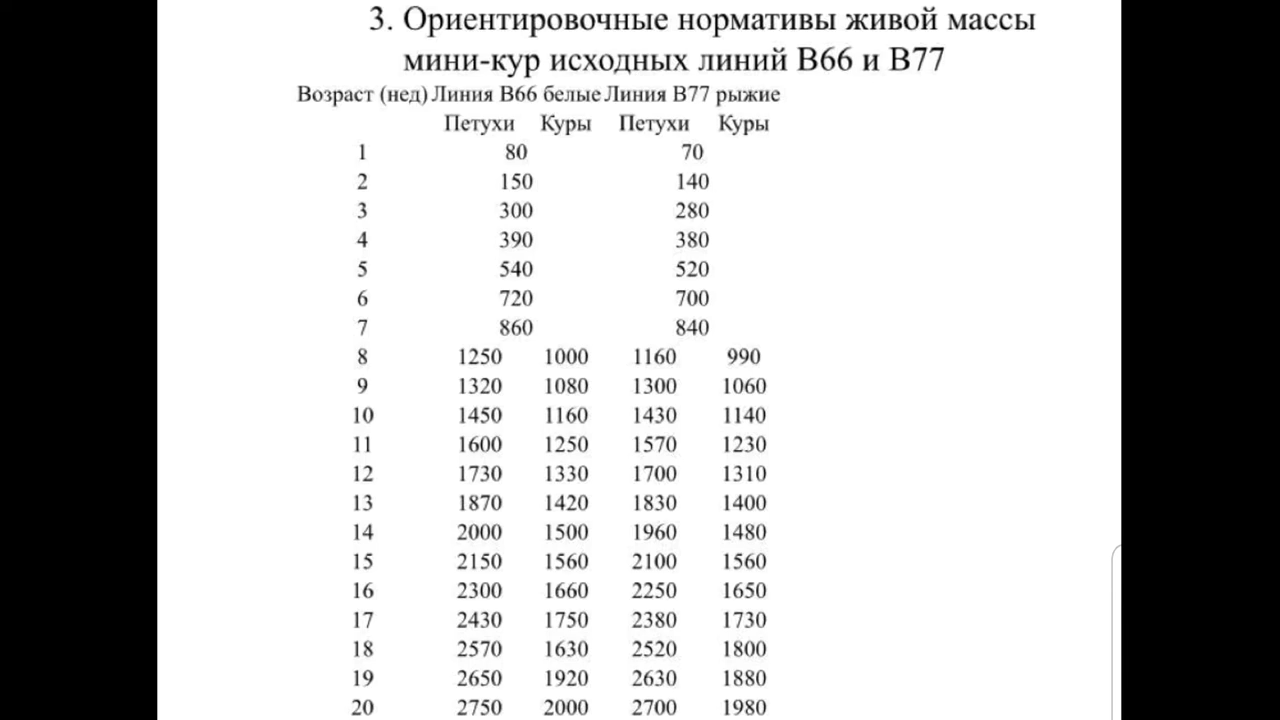 3. Ориентировочные нормативы живой массы
мини-кур исходных линий В66 и В77
Возраст (нед) Линия В66 белые Линия В77 рыжие
Петухи Куры Петухи Куры
1 80 70
2 150 140
3 300 280
4 390 380
5 540 520
6 720 700
7 860 840
8 1250 1000 1160 990
9 1320 1080 1300 1060
10 1450 1160 1430 1140
11 1600 1250 1570 1230
12 1730 1330 1700 1310
13 1870 1420 1830 1400
14 2000 1500 1960 1480
15 2150 1560 2100 1560
16 2300 1660 2250 1650
17 2430 1750 2380 1730
18 2570 1630 2520 1800
19 2650 1920 2630 1880
20 2750 2000 2700 1980